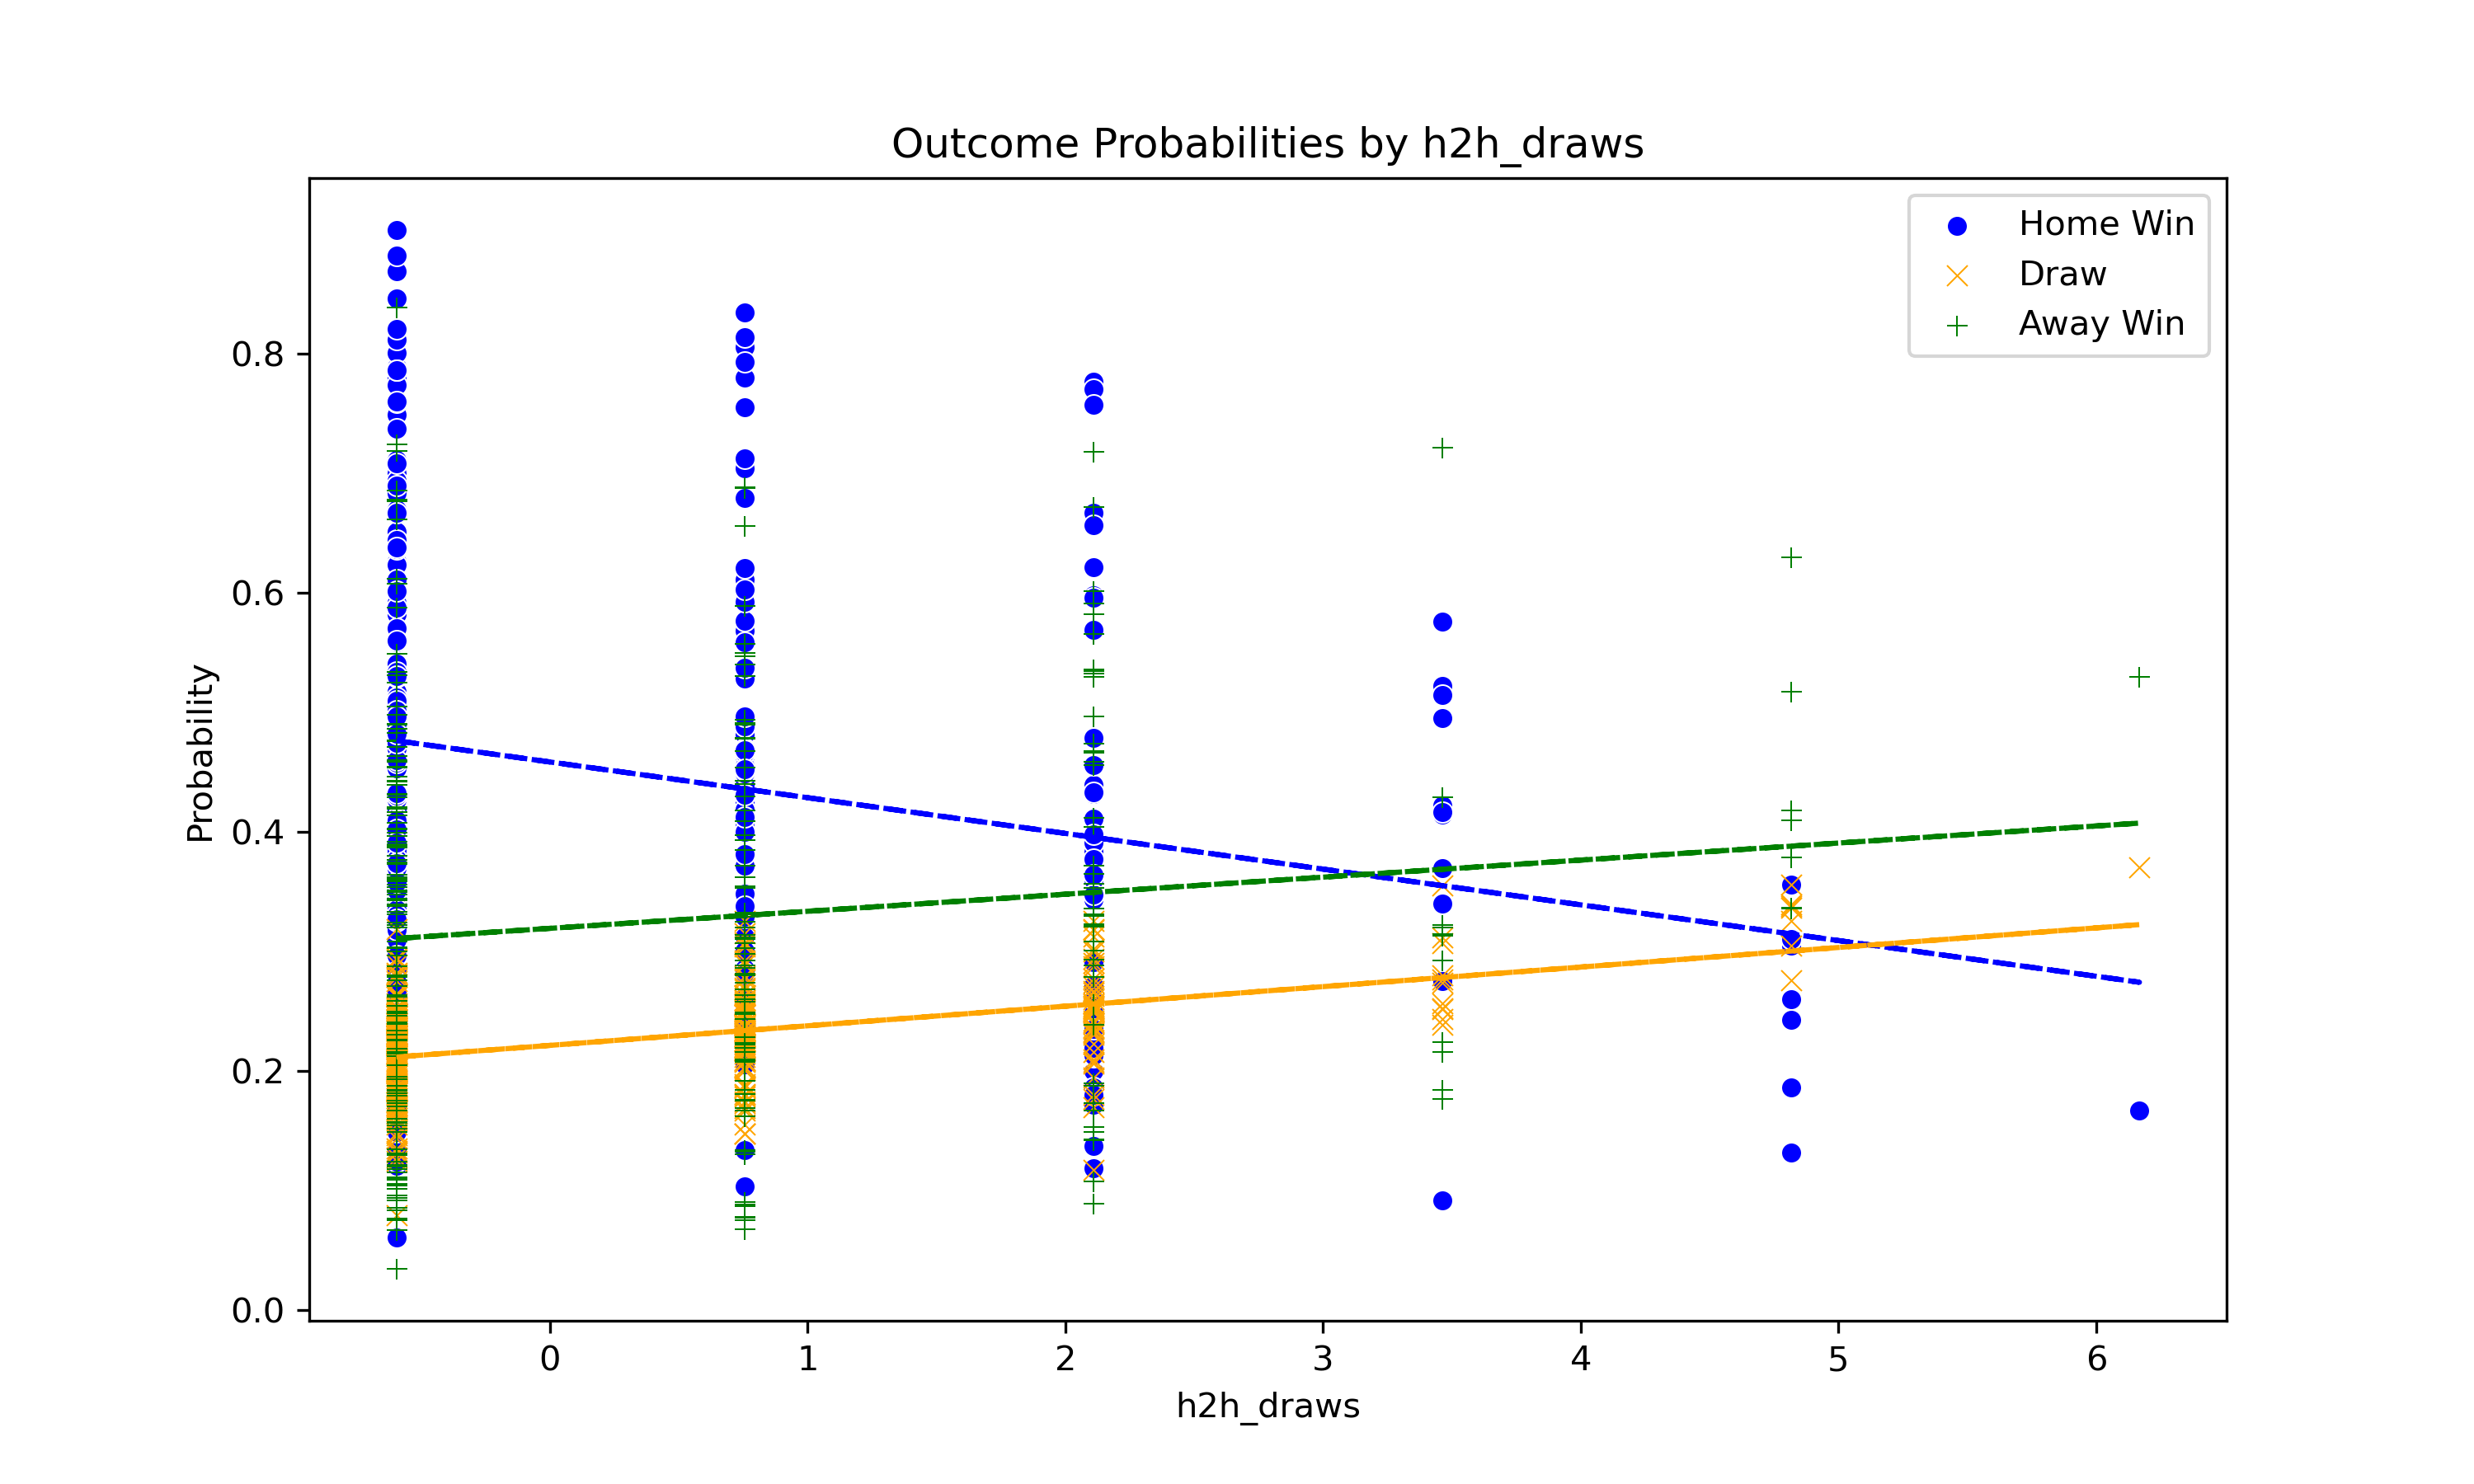 Outcome Probabilities by h2h_draws
Home Win
Draw
Away Win
0.8
0.6
0.4
0.2
0.0
Probability
0 1 2 3 4 5 6
h2h_draws